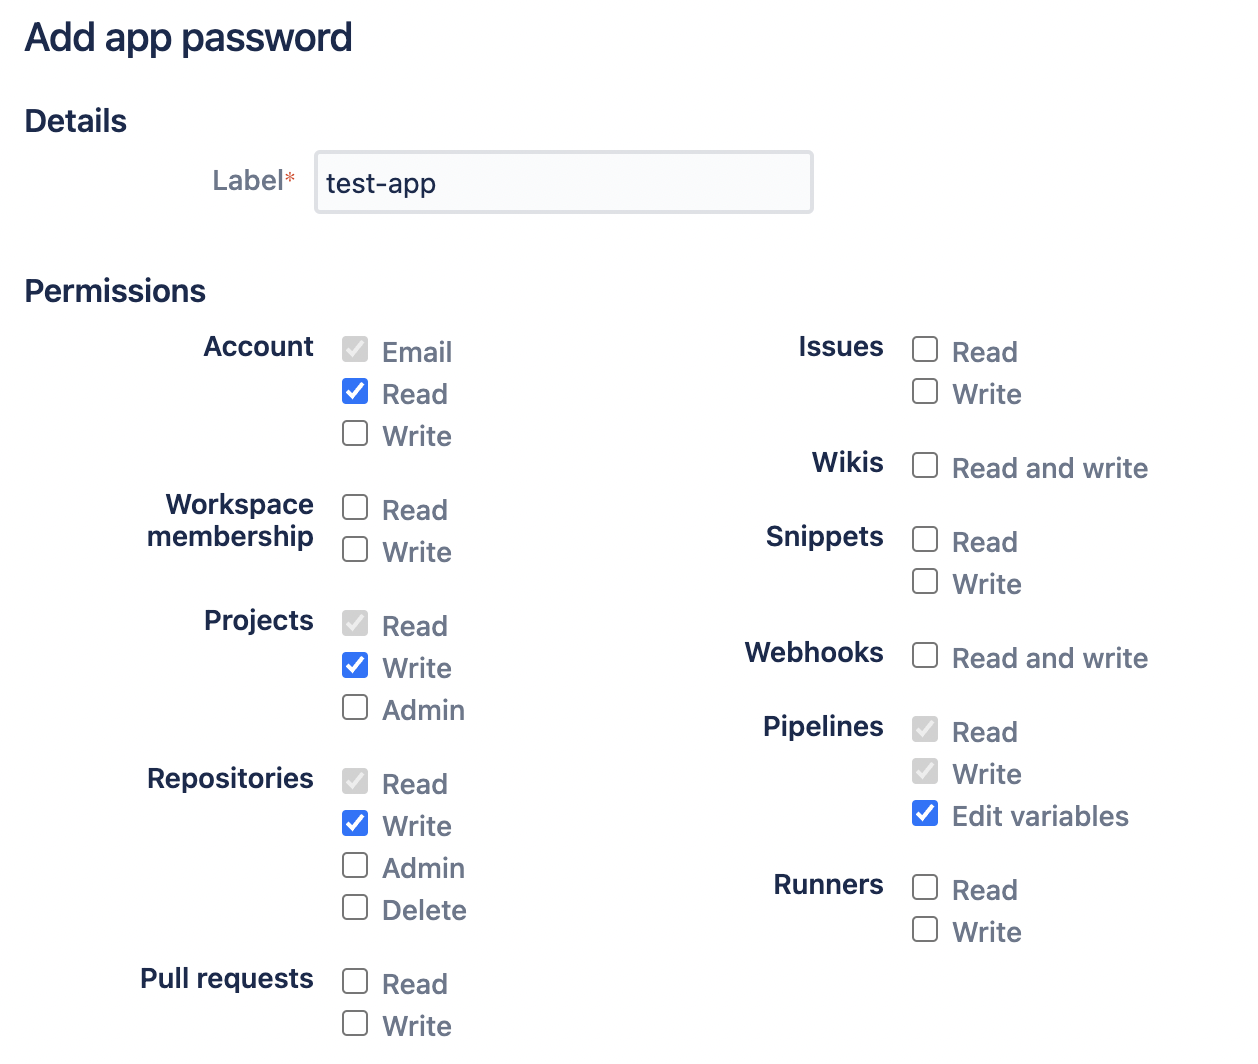 Add app password
Details
Label*
test-app
Permissions
Account
Email
Read
Write
Workspace
membership
Read
Write
Projects
Read
Write
Admin
Repositories
Read
Write
Admin
Delete
Pull requests
Read
Write
Issues
Read
Write
Wikis
Read and write
Snippets
Read
Write
Webhooks
Read and write
Pipelines
Read
Write
Edit variables
Runners
Read
Write